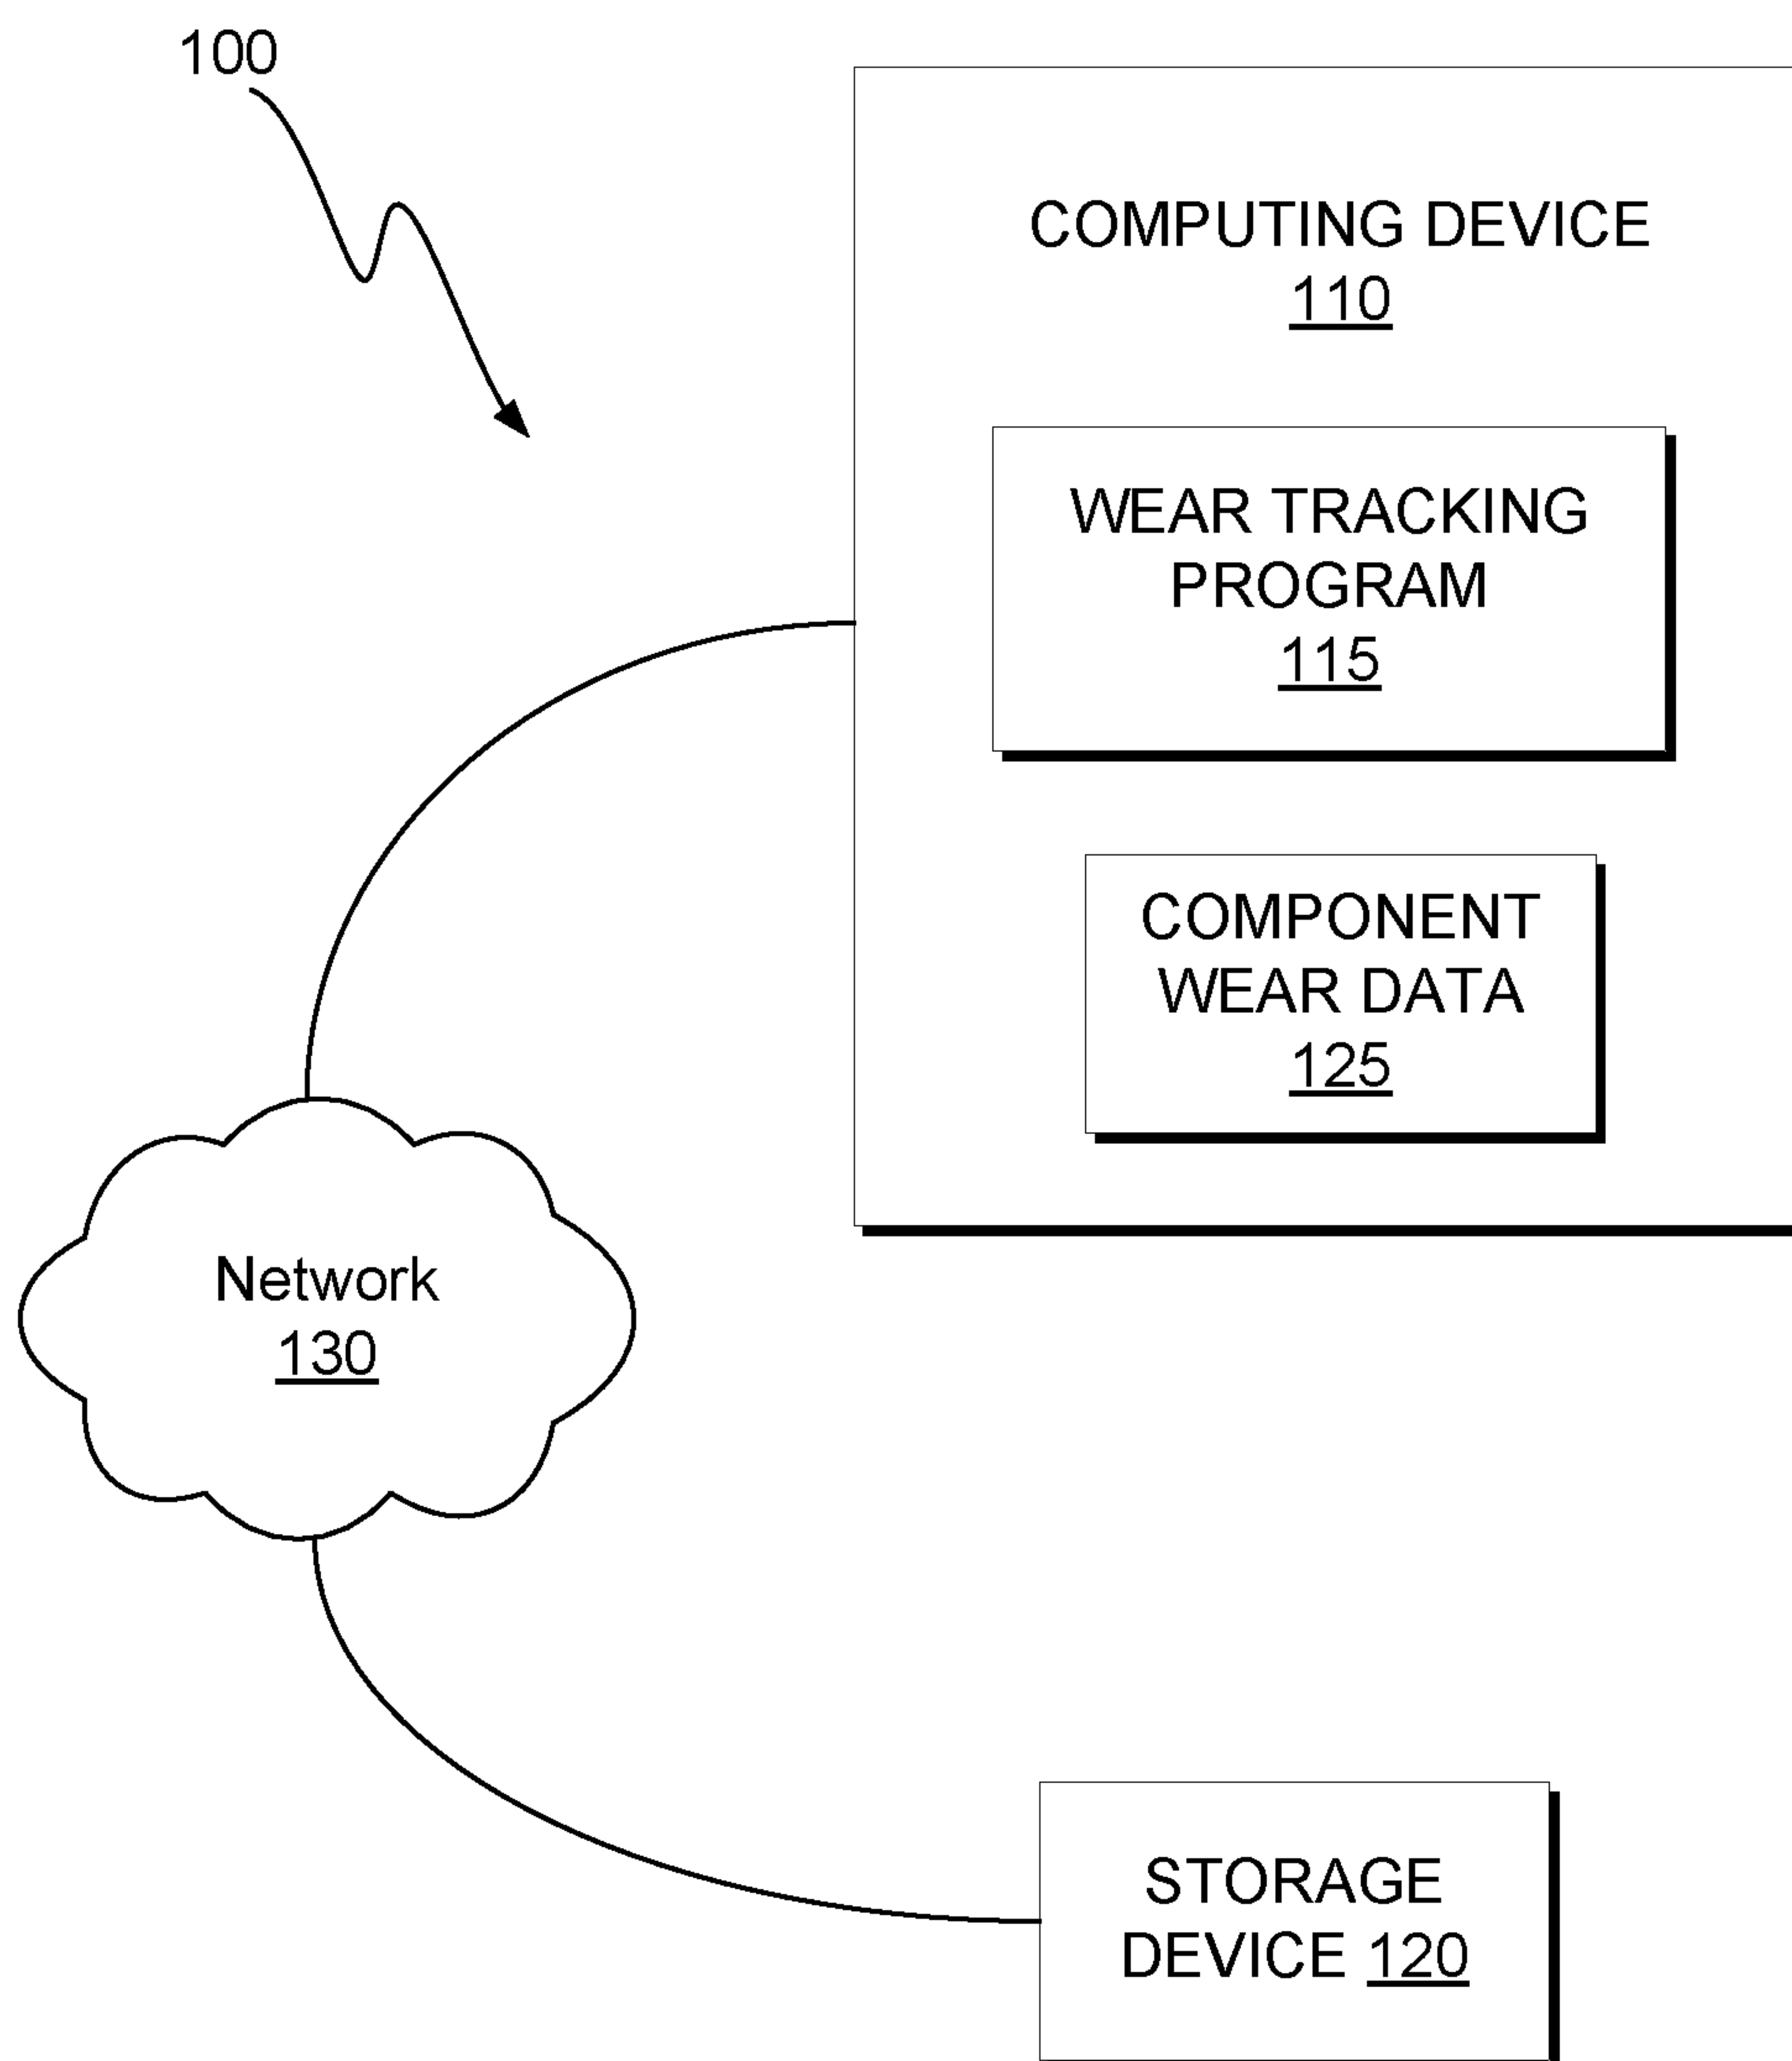 100
COMPUTING DEVICE
110
WEAR TRACKING
PROGRAM
115
COMPONENT
WEAR DATA
125
Network
130
STORAGE
DEVICE 120